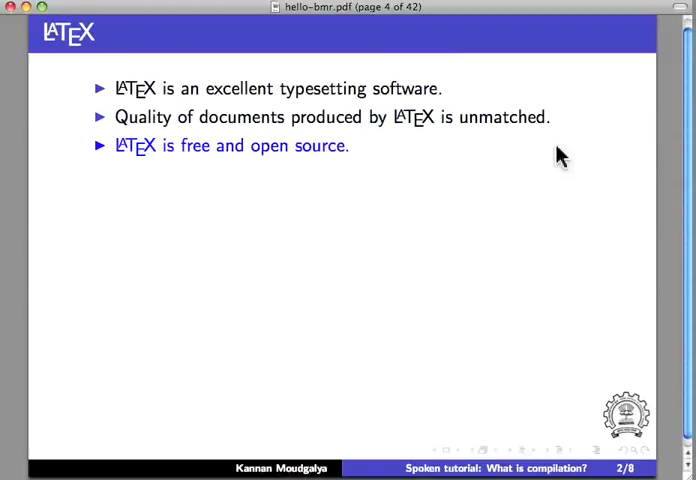 hello-bmr.pdf (page 4 of 42)
LATEX
LATEX is an excellent typesetting software.
Quality of documents produced by LATEX is unmatched.
LATEX is free and open source.
Kannan Moudgalya Spoken tutorial: What is compilation? 2/8